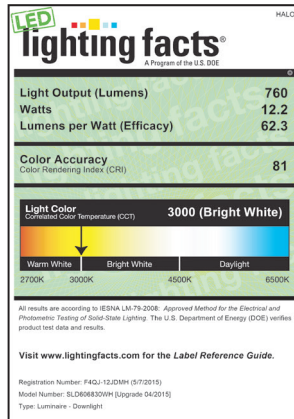 HALO
LED
lighting facts®
A Program of the U.S. DOE
Light Output (Lumens) 760
Watts 12.2
Lumens per Watt (Efficacy) 62.3
Color Accuracy
Color Rendering Index (CRI) 81
Light Color
Correlated Color Temperature (CCT) 3000 (Bright White)
Warm White Bright White Daylight
2700K 3000K 4500K 6500K
All results are according to IESNA LM-79-2008: Approved Method for the Electrical and
Photometric Testing of Solid-State Lighting. The U.S. Department of Energy (DOE) verifies
product test data and results.
Visit www.lightingfacts.com for the Label Reference Guide.
Registration Number: F4QJ-12JDMH (5/7/2015)
Model Number: SLD606830WH [Upgrade 04/2015]
Type: Luminaire - Downlight